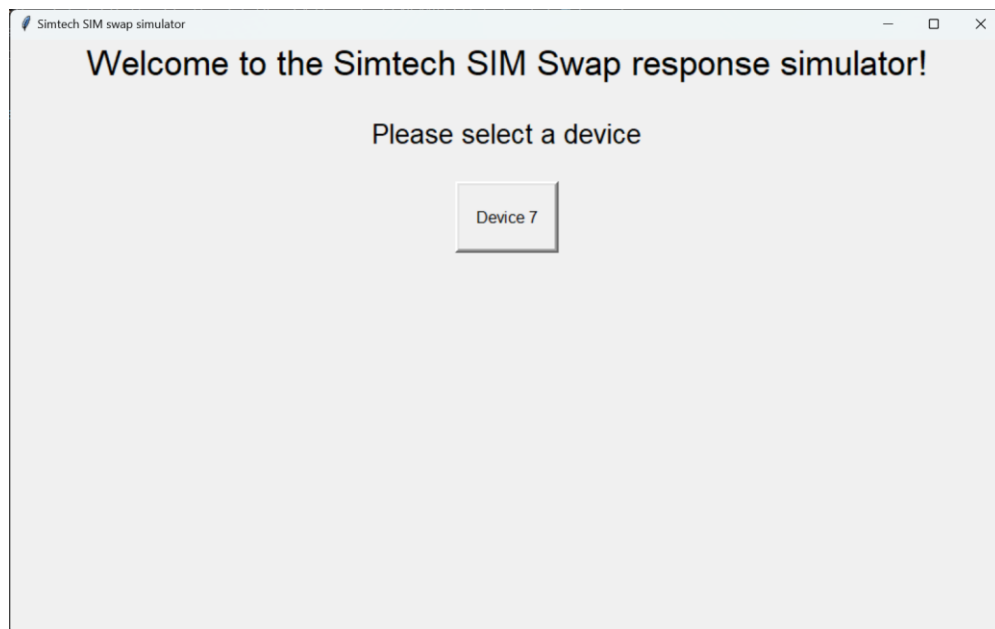 Simtech SIM swap simulator
Welcome to the Simtech SIM Swap response simulator!
Please select a device
Device 7